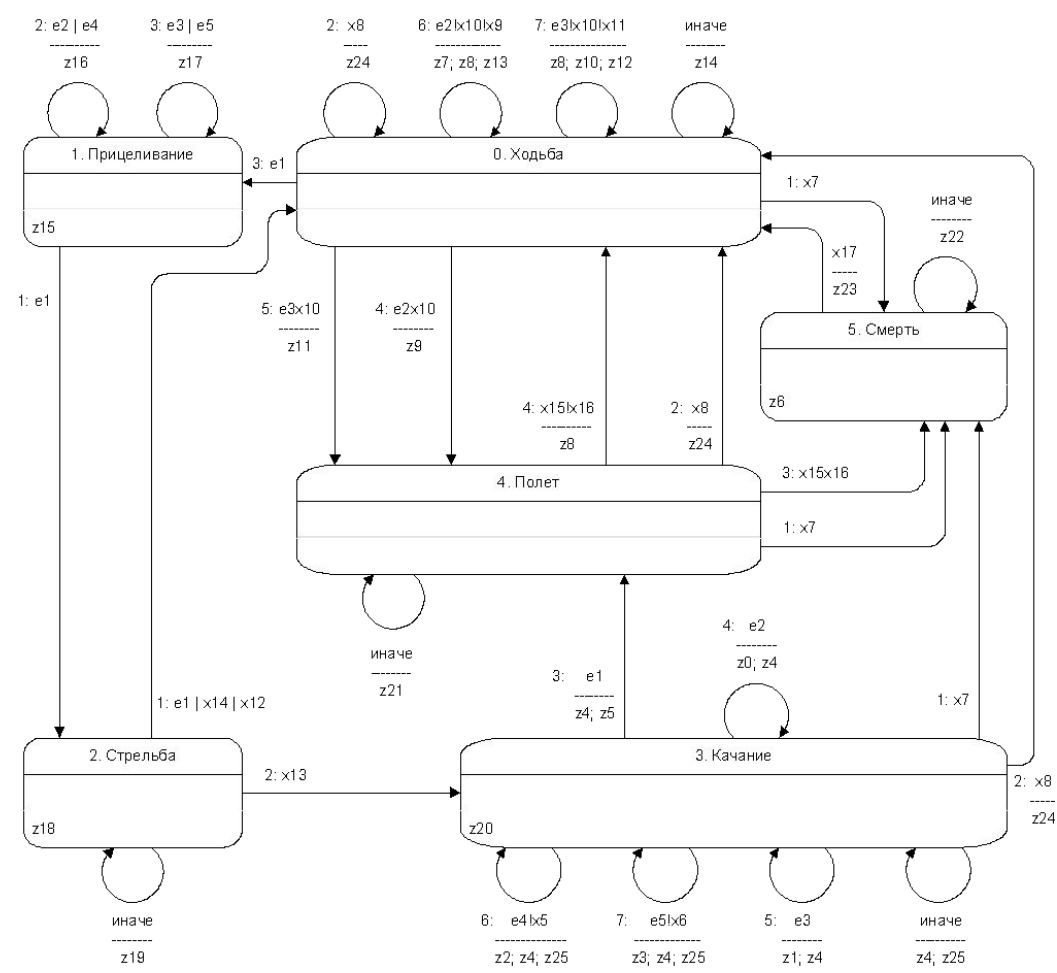 2: e2 | e4
----------
z16
3: e3 | e5
----------
z17
2: x8
-----
z24
6: e2!x10!x9
-------------
z7; z8; z13
7: e3!x10!x11
-------------
z8; z10; z12
иначе
--------
z14
1. Прицеливание
z15
3: e1
0. Ходьба
1: x7
иначе
--------
z22
x17
-----
z23
1: e1
5: e3x10
--------
z11
4: e2x10
--------
z9
5. Смерть
z6
4: x15!x16
----------
z8
2: x8
-----
z24
3: x15x16
4. Полет
1: x7
иначе
--------
z21
4: e2
--------
z0; z4
3: e1
--------
z4; z5
1: e1 | x14 | x12
1: x7
2. Стрельба
z18
2: x13
3. Качание
z20
2: x8
-----
z24
иначе
--------
z19
6: e4!x5
--------------
z2; z4; z25
7: e5!x6
-------------
z3; z4; z25
5: e3
--------
z1; z4
иначе
----------
z4; z25